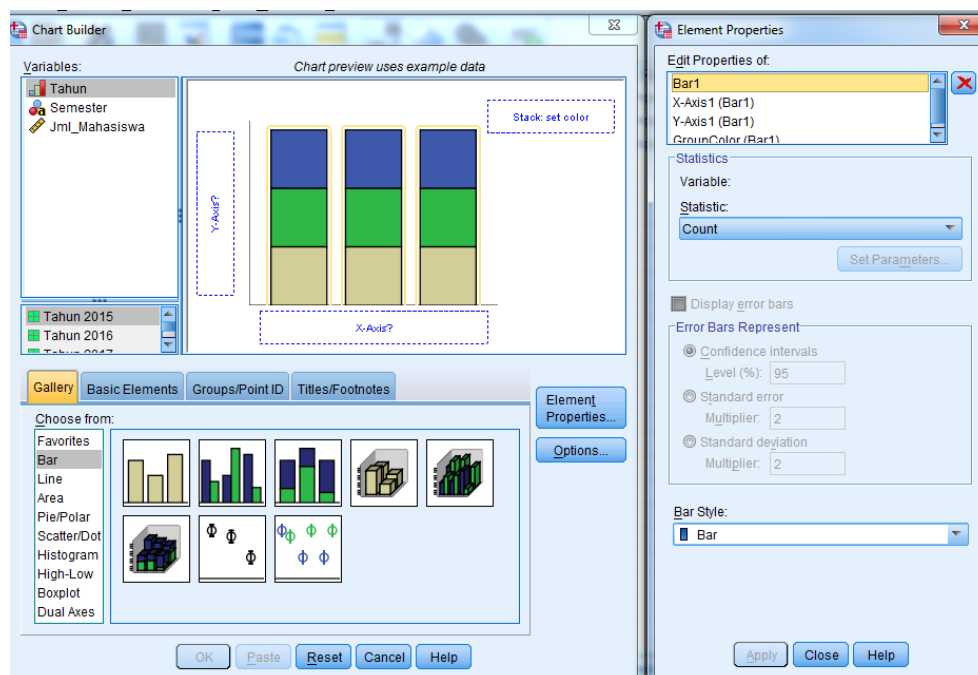 Chart Builder
Variables:
Tahun
Semester
Jml_Mahasiswa
Chart preview uses example data
Y-Axis?
Stack: set color
X-Axis?
Tahun 2015
Tahun 2016
Tahun 2017
Gallery
Basic Elements
Groups/Point ID
Titles/Footnotes
Choose from:
Favorites
Bar
Line
Area
Pie/Polar
Scatter/Dot
Histogram
High-Low
Boxplot
Dual Axes
Element
Properties...
Options...
OK
Paste
Reset
Cancel
Help
Element Properties
Edit Properties of:
Bar1
X-Axis1 (Bar1)
Y-Axis1 (Bar1)
GroupColor (Bar1)
Statistics
Variable:
Statistic:
Count
Set Parameters...
Display error bars
Error Bars Represent
Confidence intervals
Level (%): 95
Standard error
Multiplier: 2
Standard deviation
Multiplier: 2
Bar Style:
Bar
Apply
Close
Help